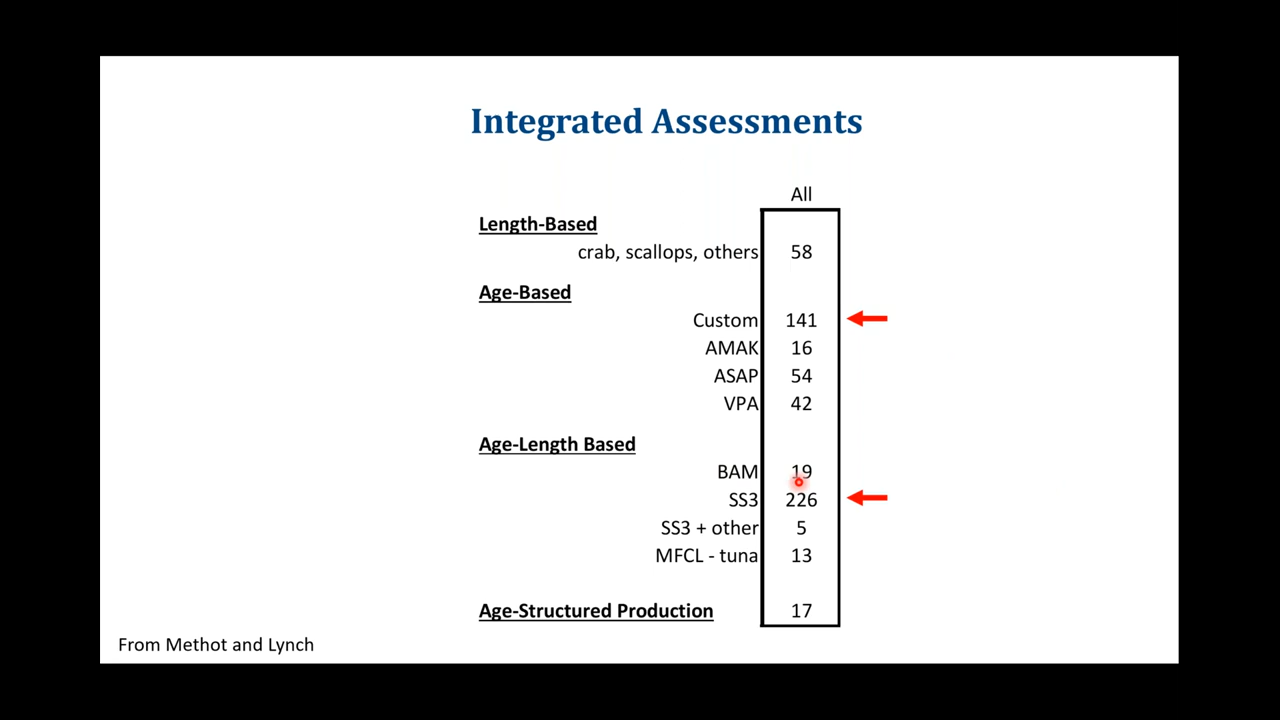 Integrated Assessments
All
Length-Based
crab, scallops, others 58
Age-Based
Custom 141
AMAK 16
ASAP 54
VPA 42
Age-Length Based
BAM 19
SS3 226
SS3 + other 5
MFCL - tuna 13
Age-Structured Production 17
From Methot and Lynch